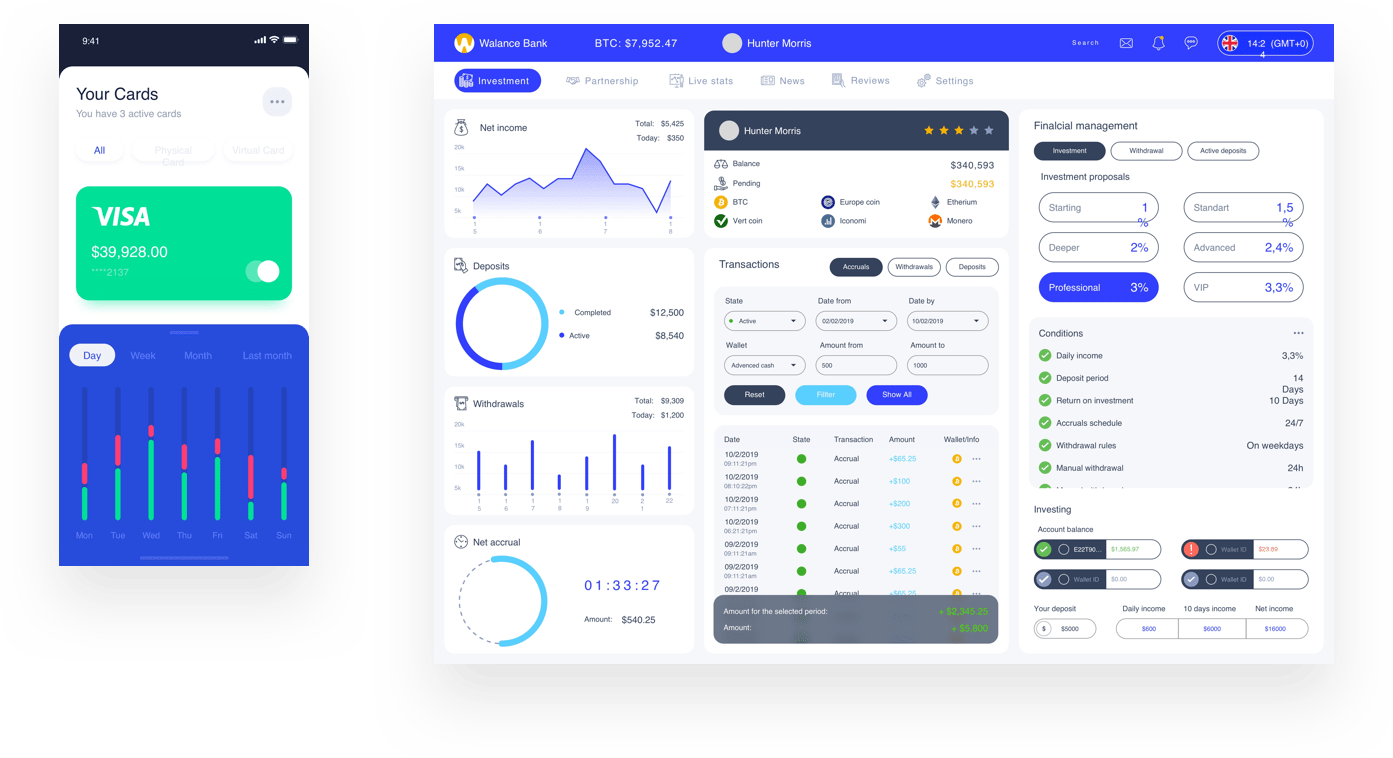 9:41
Your Cards
You have 3 active cards
All
Physical Card
Virtual Card
VISA
$39,928.00
****2137
Day Week Month Last month
Mon Tue Wed Thu Fri Sat Sun
Walance Bank
BTC: $7,952.47
Hunter Morris
Search
14:2
4
(GMT+0)
Investment
Partnership
Live stats
News
Reviews
Settings
Net income
Total: $5,425
Today: $350
20k
15k
10k
5k
1 1 1 1
5 6 7 8
Deposits
Completed $12,500
Active $8,540
Withdrawals
Total: $9,309
Today: $1,200
20k
15k
10k
5k
1 1 1 1 1 20 2 22
5 6 7 8 9 1
Net accrual
01:33:27
Amount: $540.25
Hunter Morris
Balance $340,593
Pending $340,593
BTC Europe coin Etherium
Vert coin Iconomi Monero
Transactions
Accruals Withdrawals Deposits
State Date from Date by
Active 02/02/2019 10/02/2019
Wallet Amount from Amount to
Advanced cash 500 1000
Reset Fillter Show All
Date State Transaction Amount Wallet/Info
10/2/2019
09:11:21pm
Accrual +$65.25
10/2/2019
08:10:22pm
Accrual +$100
10/2/2019
07:11:21pm
Accrual +$200
10/2/2019
06:21:21pm
Accrual +$300
09/2/2019
09:11:21am
Accrual +$55
09/2/2019
09:11:21am
Accrual +$65.25
09/2/2019
Accrual +$65.25
Amount for the selected period: + $2,345.25
Amount: + $5.800
Finalcial management
Investment Withdrawal Active deposits
Investment proposals
Starting 1
%
Standart 1,5
%
Deeper 2%
Advanced 2,4%
Professional 3%
VIP 3,3%
Conditions
Daily income 3,3%
Deposit period 14
Days
Return on investment 10 Days
Accruals schedule 24/7
Withdrawal rules On weekdays
Manual withdrawal 24h
Investing
Account balance
E22T90... $1,565.97
Wallet ID $23.89
Wallet ID $0.00
Wallet ID $0.00
Your deposit Daily income 10 days income Net income
$ $5000 $600 $6000 $16000